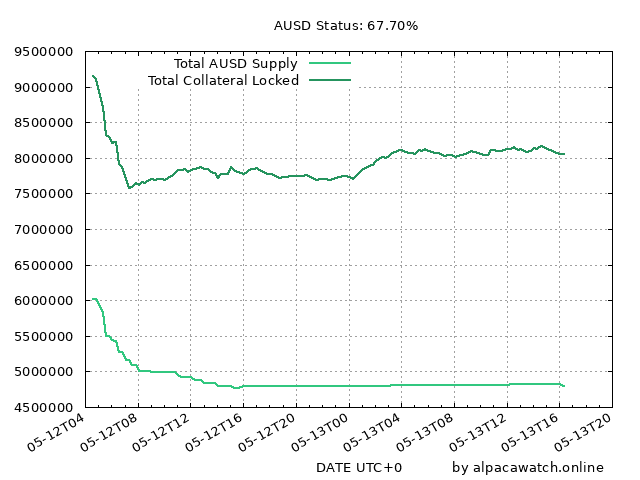 AUSD Status: 67.70%
9500000
9000000
8500000
8000000
7500000
7000000
6500000
6000000
5500000
5000000
4500000
Total AUSD Supply
Total Collateral Locked
05-12T04
05-12T08
05-12T12
05-12T16
05-12T20
05-13T00
05-13T04
05-13T08
05-13T12
05-13T16
05-13T20
DATE UTC+0
by alpacawatch.online